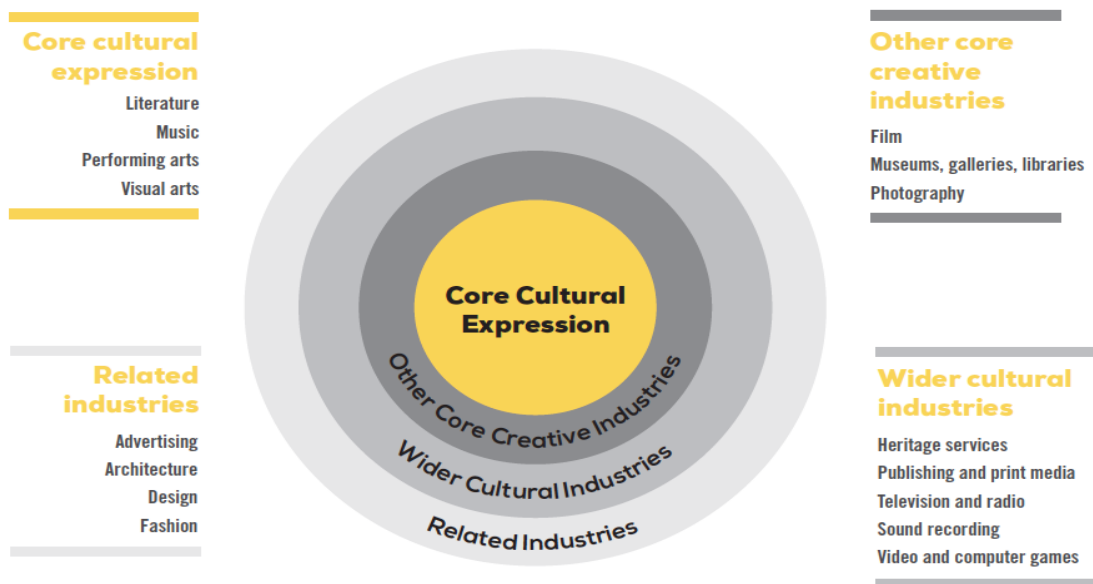 Core cultural
expression
Literature
Music
Performing arts
Visual arts
Other core
creative
industries
Film
Museums, galleries, libraries
Photography
Core Cultural
Expression
Other Core Creative Industries
Wider Cultural Industries
Related Industries
Related
industries
Advertising
Architecture
Design
Fashion
Wider cultural
industries
Heritage services
Publishing and print media
Television and radio
Sound recording
Video and computer games